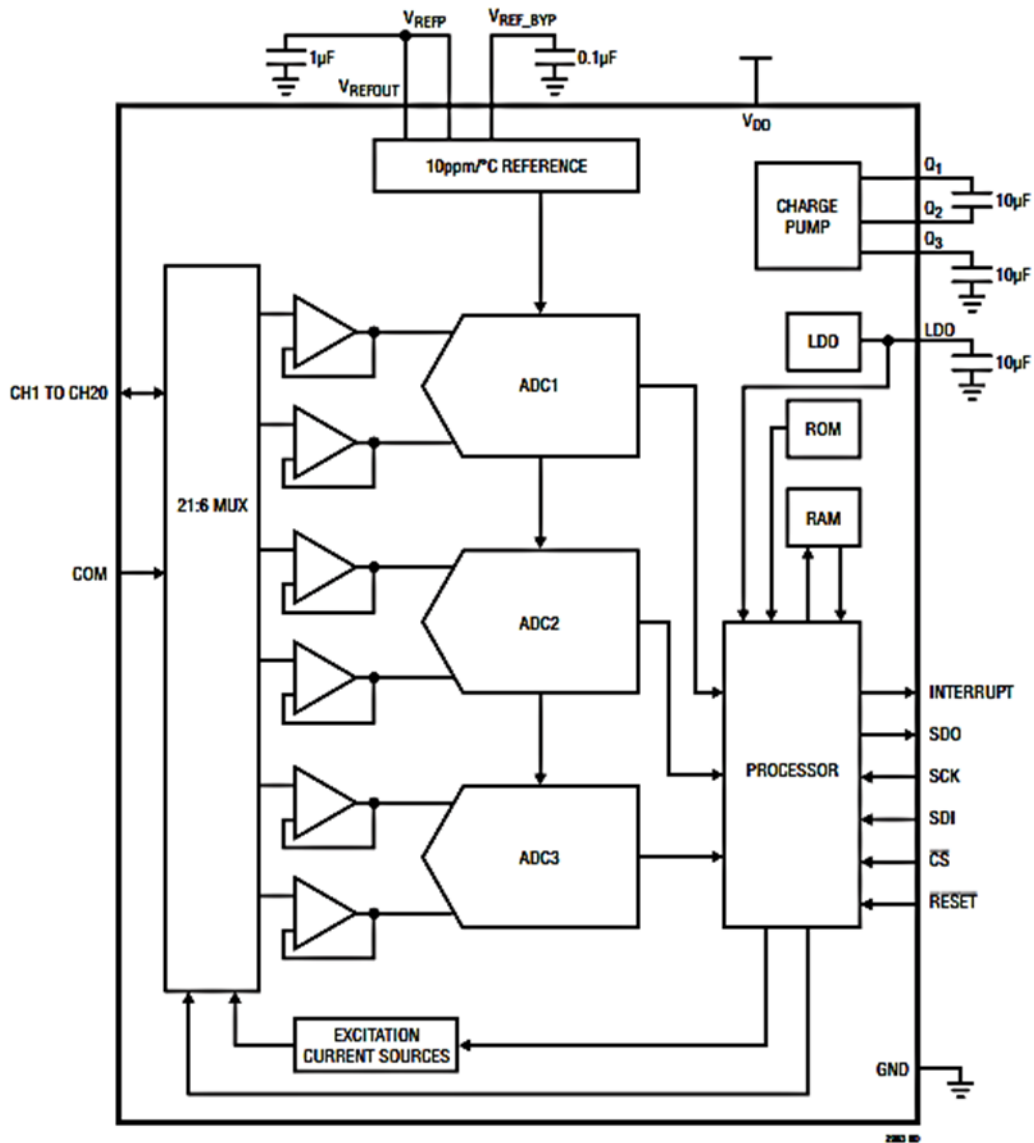 VREFP
VREF_BYP
1µF
0.1µF
VREFOUT
VDD
10ppm/°C REFERENCE
CHARGE
PUMP
Q1
Q2
10µF
Q3
10µF
LDO
LDO
10µF
ADC1
CH1 TO CH20
ROM
21:6 MUX
RAM
COM
ADC2
PROCESSOR
INTERRUPT
SDO
SCK
SDI
CS
RESET
ADC3
EXCITATION
CURRENT SOURCES
GND